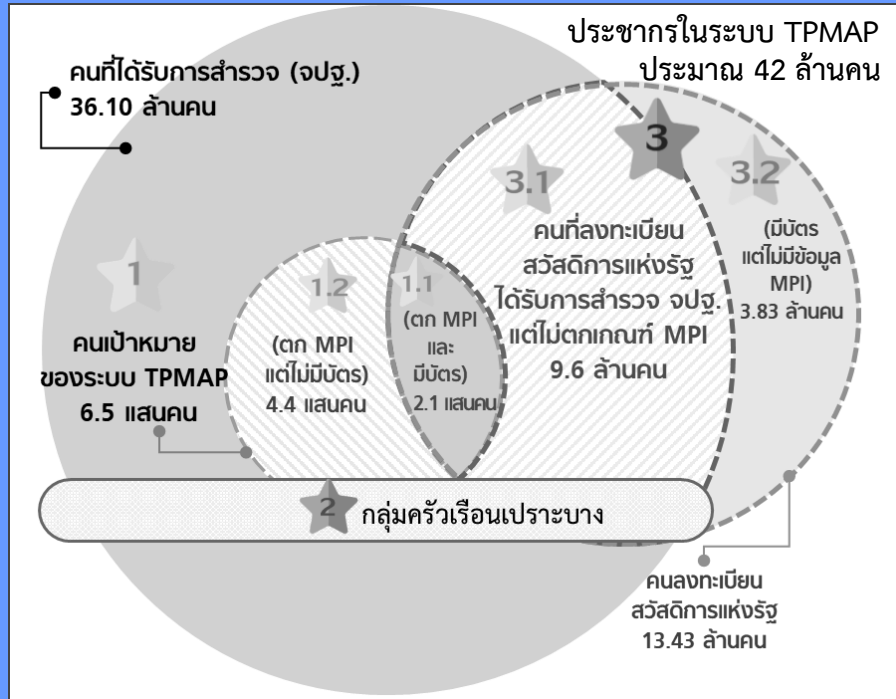 ประชากรในระบบ TPMAP
ประมาณ 42 ล้านคน
คนที่ได้รับการสำรวจ (จปฐ.)
36.10 ล้านคน
3
3.1
3.2
คนที่ลงทะเบียน
สวัสดิการแห่งรัฐ
ได้รับการสำรวจ จปฐ.
แต่ไม่ตกเกณฑ์ MPI
9.6 ล้านคน
(มีบัตร
แต่ไม่มีข้อมูล
MPI)
3.83 ล้านคน
1
คนเป้าหมาย
ของระบบ TPMAP
6.5 แสนคน
1.2
(ตก MPI
แต่ไม่มีบัตร)
4.4 แสนคน
1.1
(ตก MPI
และ
มีบัตร)
2.1 แสนคน
2 กลุ่มครัวเรือนเปราะบาง
คนลงทะเบียน
สวัสดิการแห่งรัฐ
13.43 ล้านคน